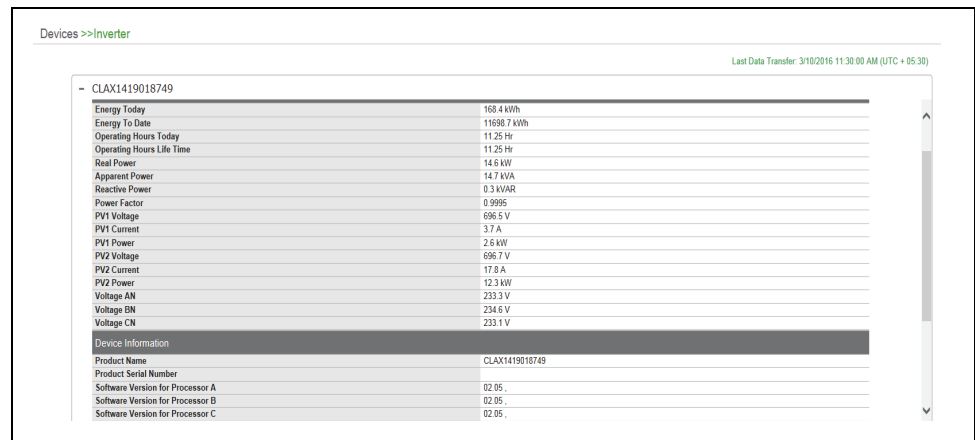 Devices >>Inverter
Last Data Transfer: 3/10/2016 11:30:00 AM (UTC + 05:30)
− CLAX1419018749
Energy Today 168.4 kWh
Energy To Date 11698.7 kWh
Operating Hours Today 11.25 Hr
Operating Hours Life Time 11.25 Hr
Real Power 14.6 kW
Apparent Power 14.7 kVA
Reactive Power 0.3 kVAR
Power Factor 0.9995
PV1 Voltage 696.5 V
PV1 Current 3.7 A
PV1 Power 2.6 kW
PV2 Voltage 696.7 V
PV2 Current 17.8 A
PV2 Power 12.3 kW
Voltage AN 233.3 V
Voltage BN 234.6 V
Voltage CN 233.1 V
Device Information
Product Name CLAX1419018749
Product Serial Number
Software Version for Processor A 02.05 ,
Software Version for Processor B 02.05 ,
Software Version for Processor C 02.05 ,